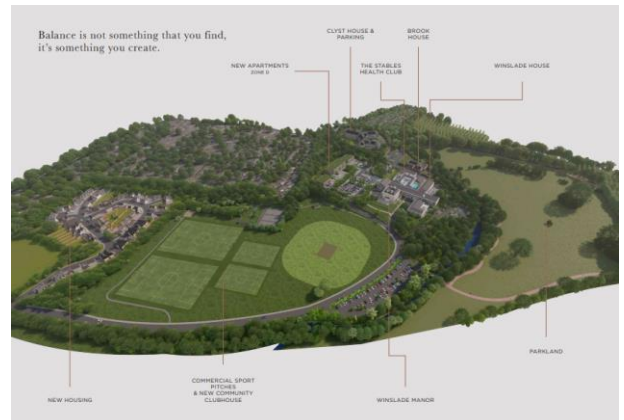 Balance is not something that you find,
it's something you create.
CLYST HOUSE &
PARKING
BROOK
HOUSE
NEW APARTMENTS
ZONE D
THE STABLES
HEALTH CLUB
WINSLADE HOUSE
PARKLAND
COMMERCIAL SPORT
PITCHES
& NEW COMMUNITY
CLUBHOUSE
NEW HOUSING
WINSLADE MANOR